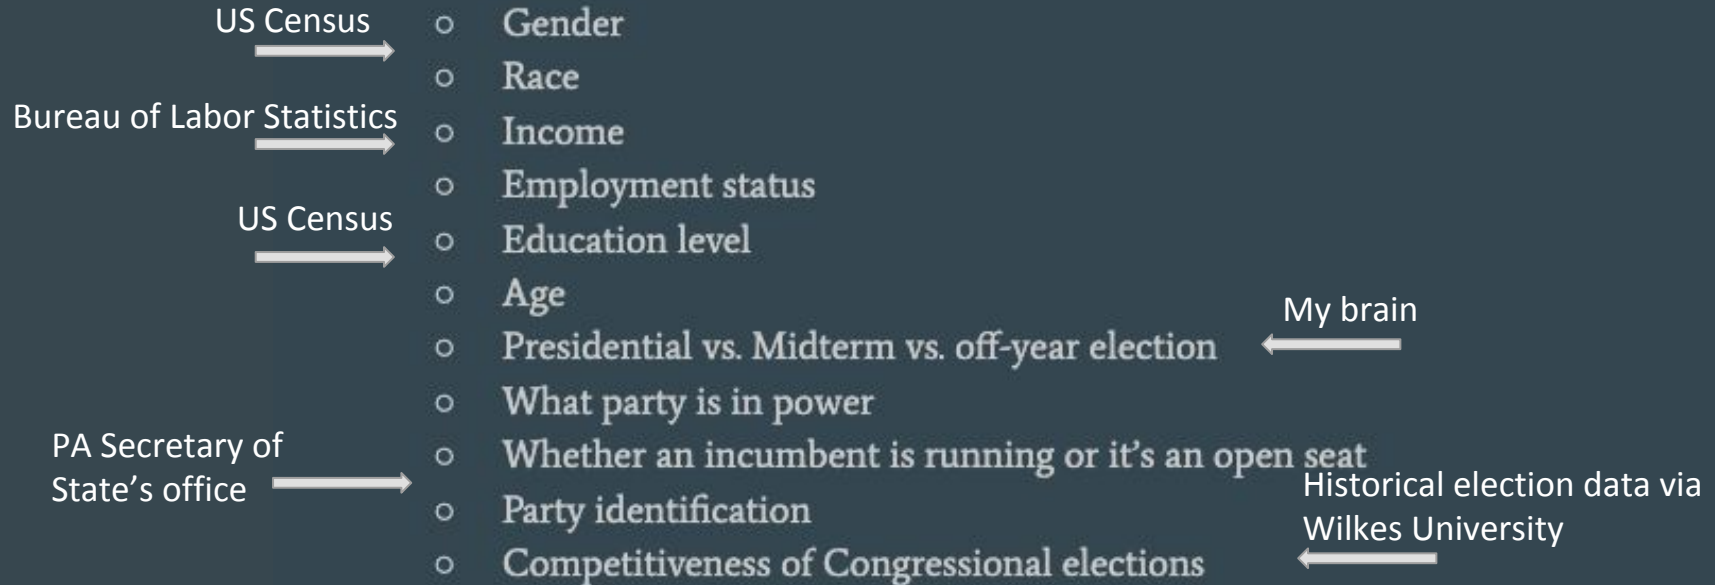 US Census
○ Gender
○ Race
Bureau of Labor Statistics
○ Income
○ Employment status
US Census
○ Education level
○ Age
My brain
○ Presidential vs. Midterm vs. off-year election
○ What party is in power
PA Secretary of
State’s office
○ Whether an incumbent is running or it’s an open seat
○ Party identification
Historical election data via
Wilkes University
○ Competitiveness of Congressional elections